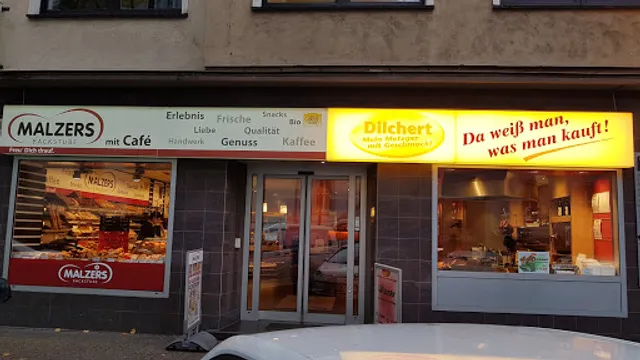 MALZERS
BACKSTUBE
mit Café
Freu' Dich drauf.
Erlebnis
Frische
Snacks
Bio
Liebe
Qualität
Handwerk
Genuss
Kaffee
Dilchert
Mein Metzger
mit Geschmack!
Da weiß man,
was man kauft!
MALZERS
MALZERS
BACKSTUBE